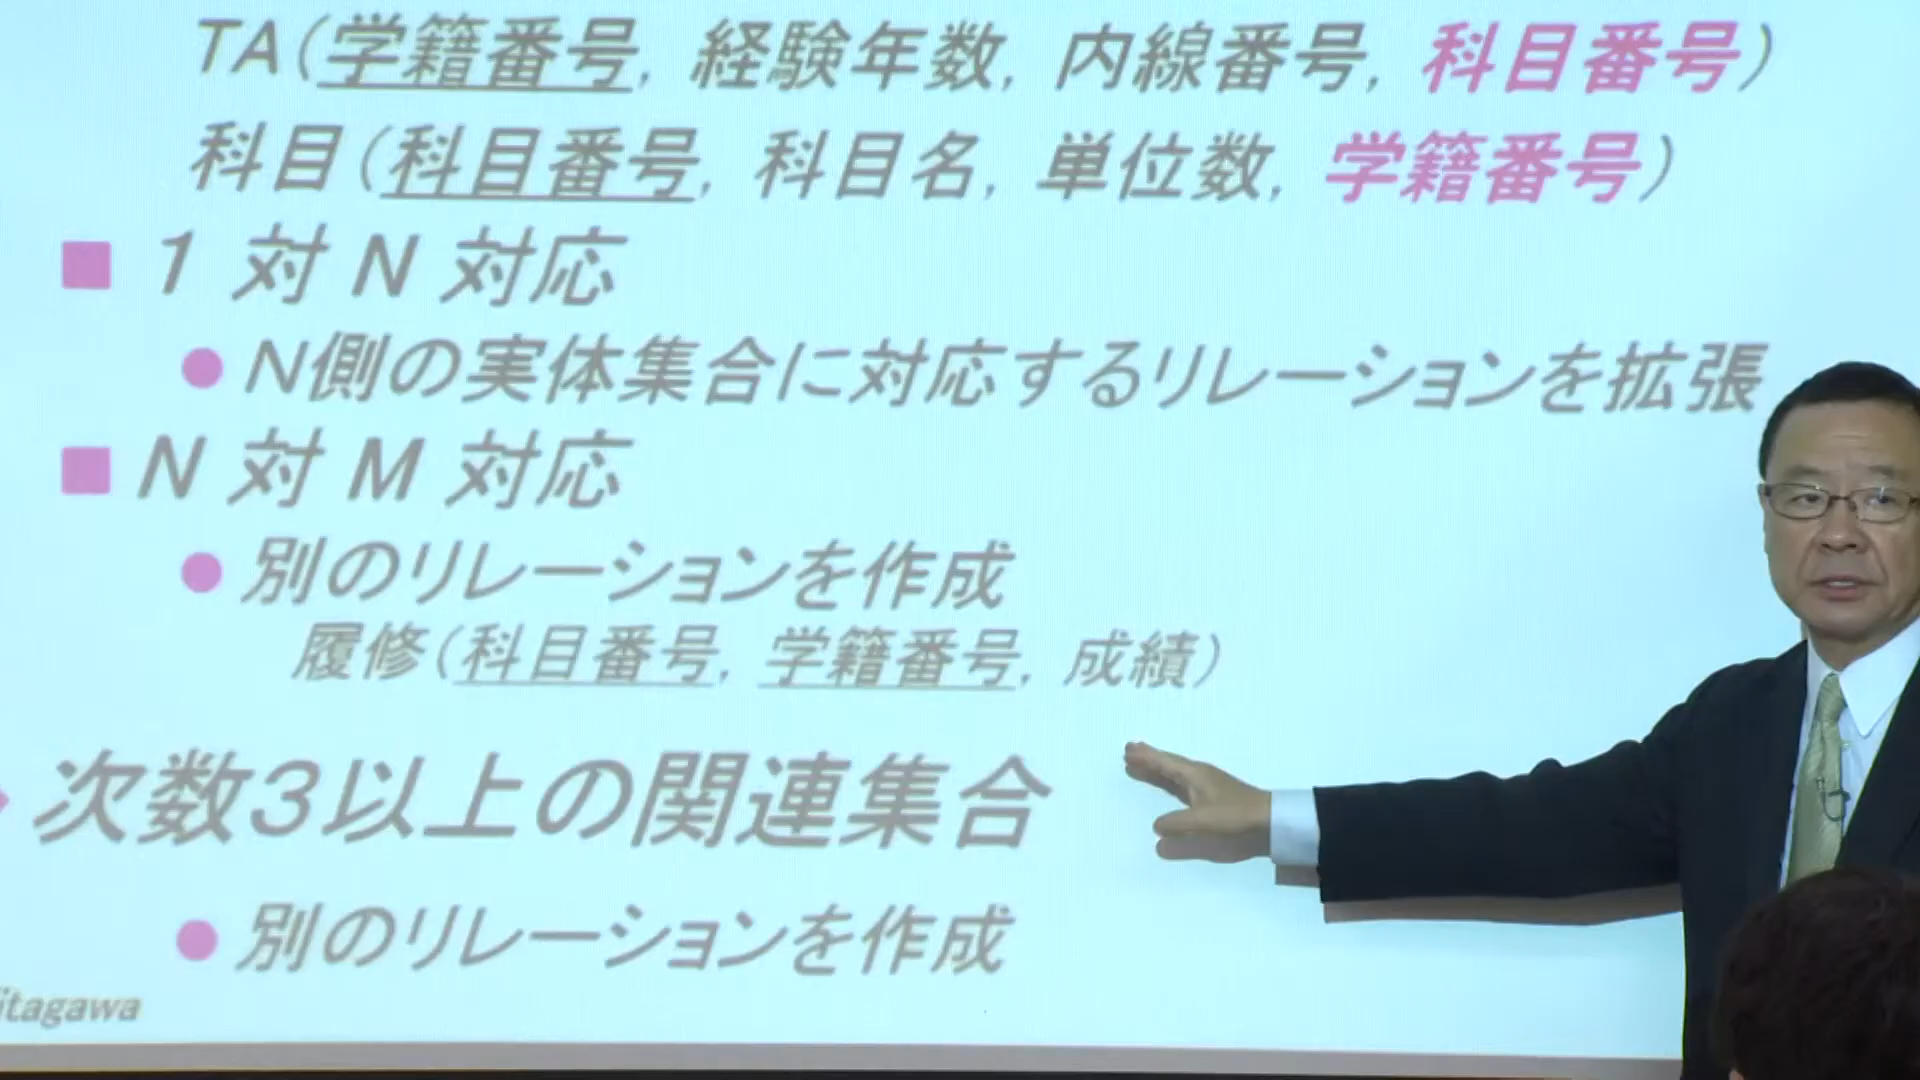 TA（学籍番号, 経験年数, 内線番号, 科目番号）
科目（科目番号, 科目名, 単位数, 学籍番号）
1 対 N 対応
N側の実体集合に対応するリレーションを拡張
N 対 M 対応
別のリレーションを作成
履修（科目番号, 学籍番号, 成績）
次数3以上の関連集合
別のリレーションを作成
itagawa